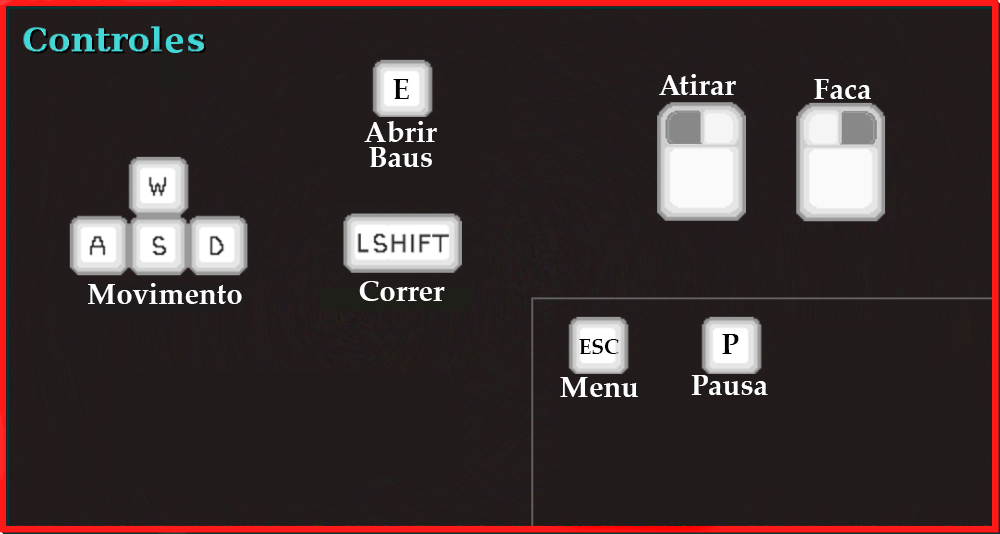 Controles
E
Abrir
Baus
Atirar
Faca
W
A S D
Movimento
LSHIFT
Correr
ESC
Menu
P
Pausa